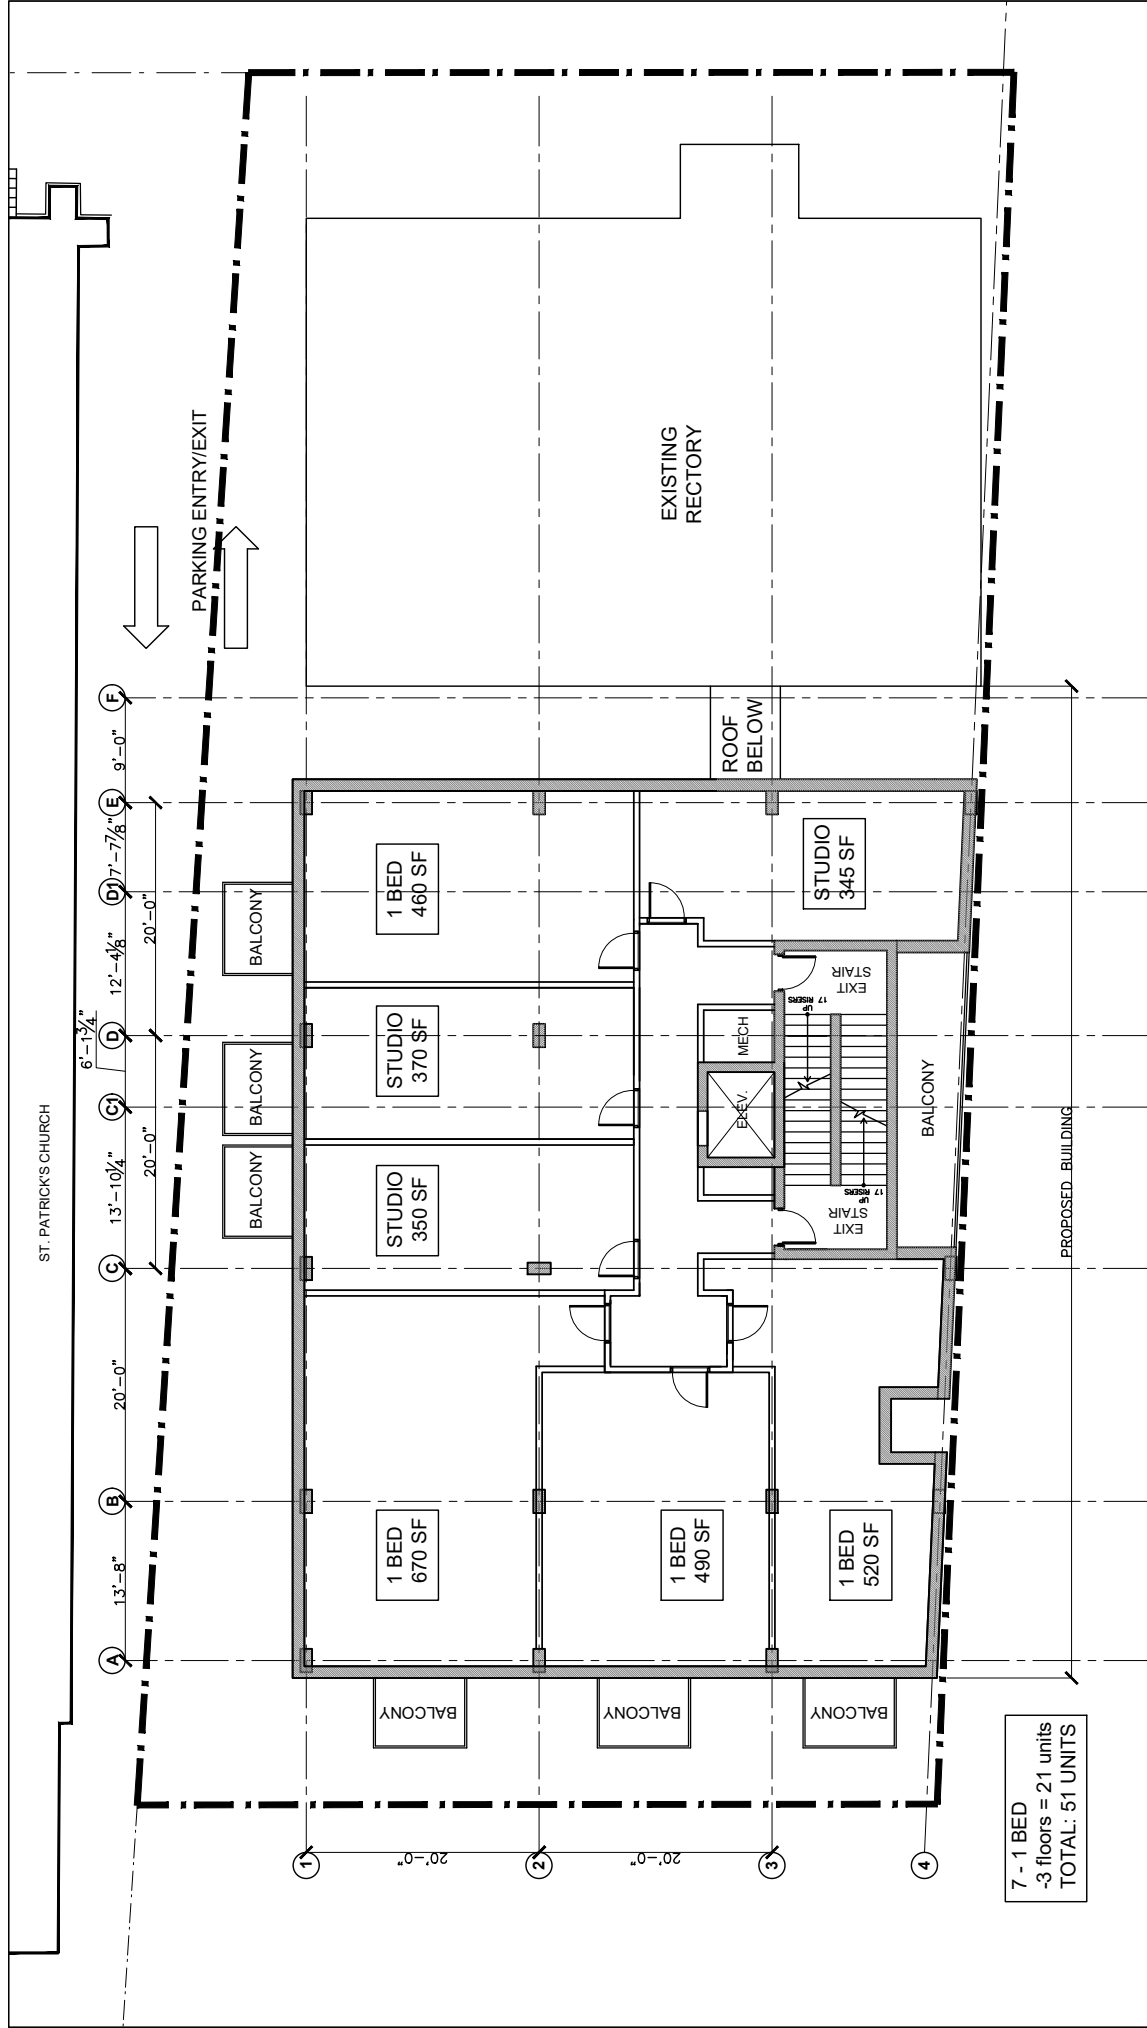 ST. PATRICK'S CHURCH
PARKING ENTRY/EXIT
A
B
C
C1
D
D1
E
F
13'-8"
20'-0"
13'-10¼"
6'-1¾"
12'-4⅛"
7'-7⅞"
9'-0"
20'-0"
20'-0"
BALCONY
BALCONY
BALCONY
1 BED
670 SF
STUDIO
350 SF
STUDIO
370 SF
1 BED
460 SF
1 BED
490 SF
1 BED
520 SF
STUDIO
345 SF
ELEV.
MECH
EXIT
STAIR
UP
17 RISERS
EXIT
STAIR
UP
17 RISERS
BALCONY
ROOF
BELOW
EXISTING
RECTORY
BALCONY
BALCONY
BALCONY
1
2
3
4
20'-0"
20'-0"
PROPOSED BUILDING
7 - 1 BED
-3 floors = 21 units
TOTAL: 51 UNITS